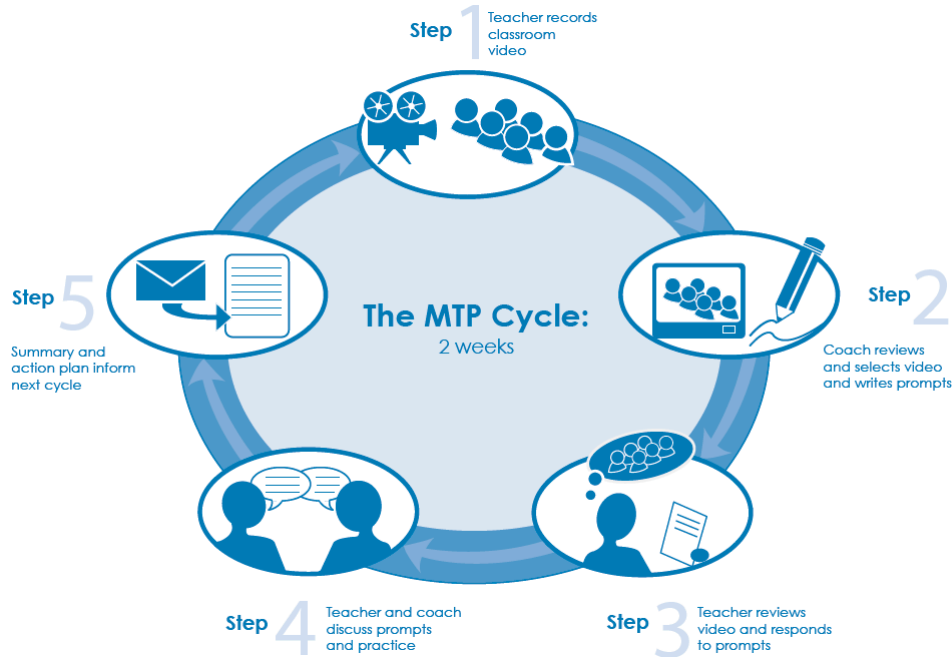 Step 1
Teacher records
classroom
video
Step 2
Coach reviews
and selects video
and writes prompts
Step 3
Teacher reviews
video and responds
to prompts
Step 4
Teacher and coach
discuss prompts
and practice
Step 5
Summary and
action plan inform
next cycle
The MTP Cycle:
2 weeks